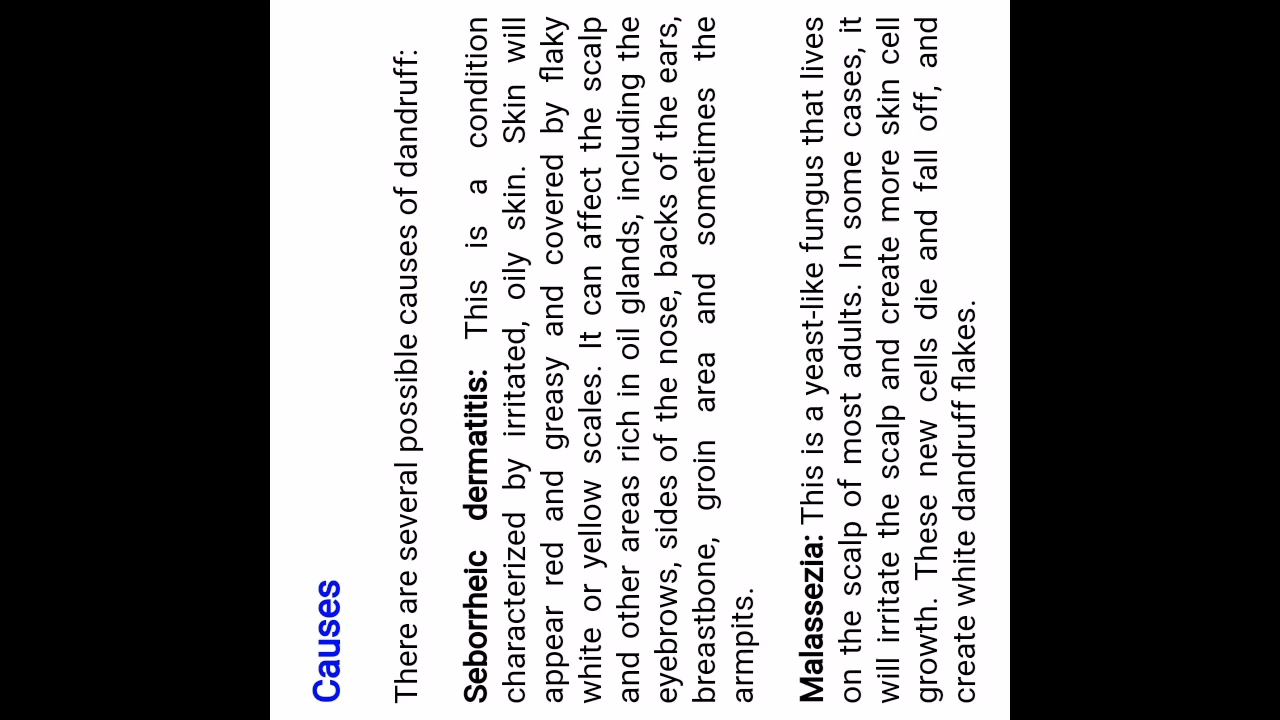 Causes
There are several possible causes of dandruff:
Seborrheic dermatitis: This is a condition
characterized by irritated, oily skin. Skin will
appear red and greasy and covered by flaky
white or yellow scales. It can affect the scalp
and other areas rich in oil glands, including the
eyebrows, sides of the nose, backs of the ears,
breastbone, groin area and sometimes the
armpits.
Malassezia: This is a yeast-like fungus that lives
on the scalp of most adults. In some cases, it
will irritate the scalp and create more skin cell
growth. These new cells die and fall off, and
create white dandruff flakes.